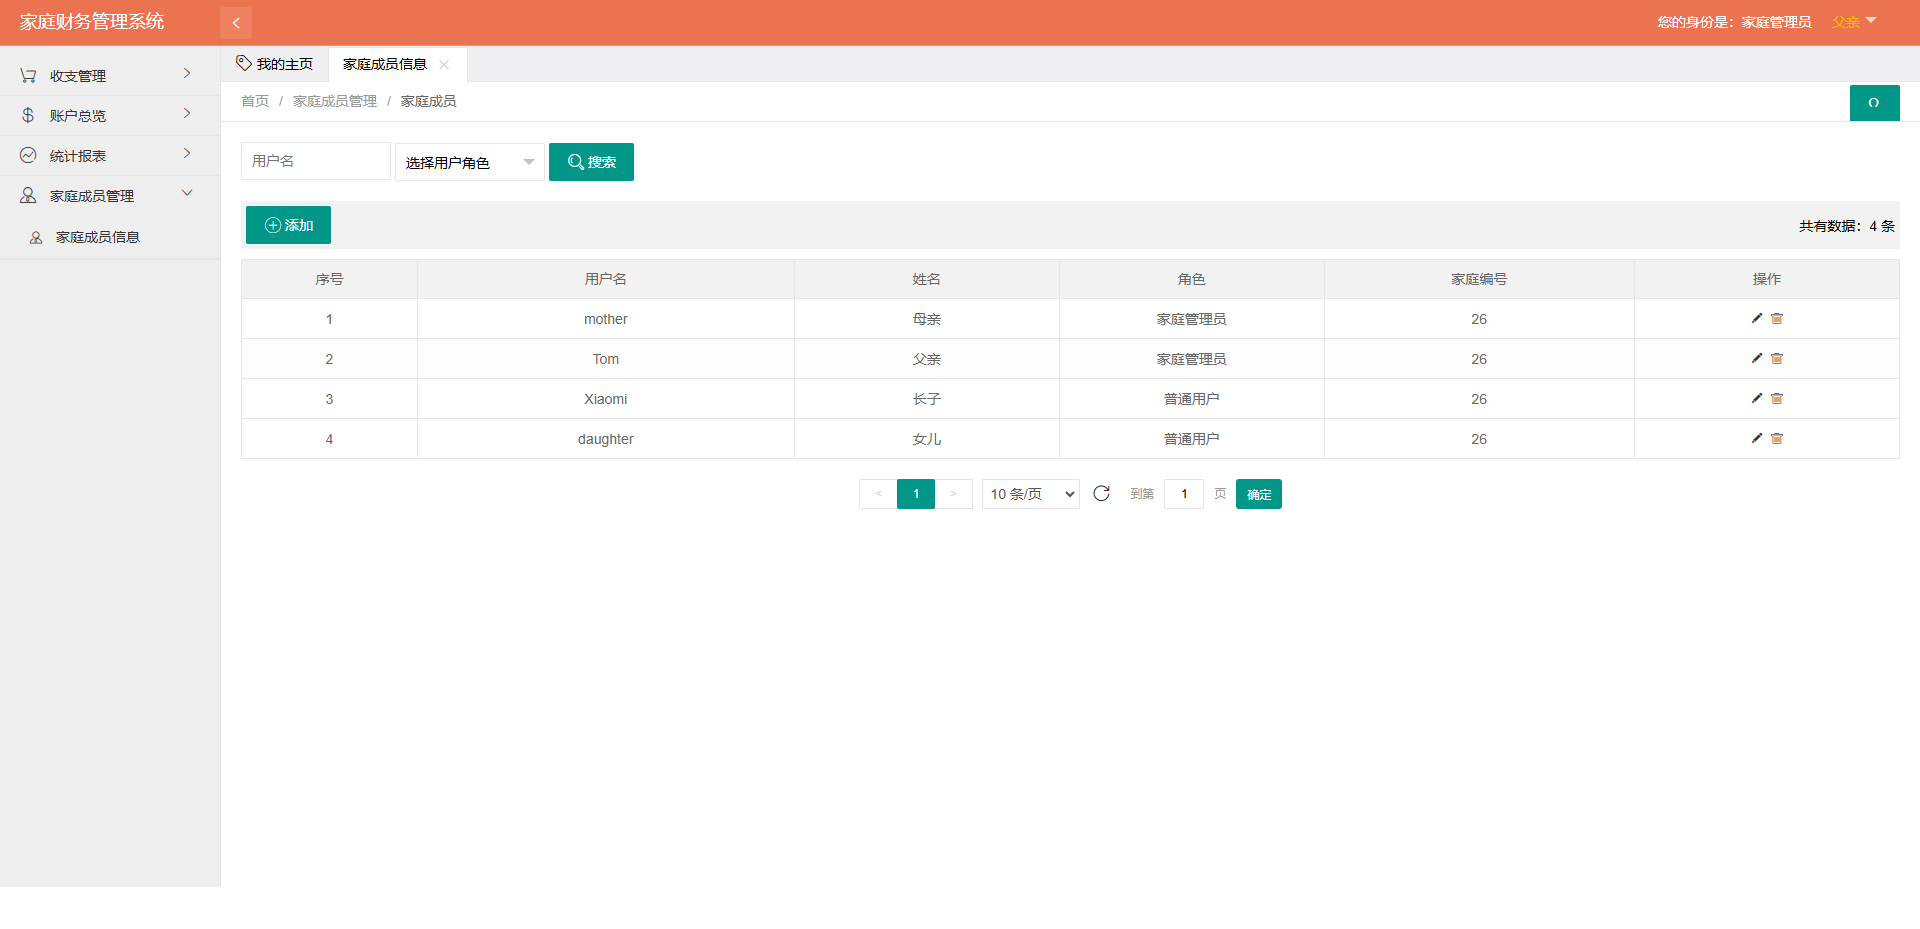 家庭财务管理系统
您的身份是：家庭管理员 父亲
收支管理
账户总览
统计报表
家庭成员管理
家庭成员信息
我的主页 家庭成员信息
首页 / 家庭成员管理 / 家庭成员
用户名 选择用户角色 搜索
添加 共有数据：4 条
序号 用户名 姓名 角色 家庭编号 操作
1 mother 母亲 家庭管理员 26
2 Tom 父亲 家庭管理员 26
3 Xiaomi 长子 普通用户 26
4 daughter 女儿 普通用户 26
< 1 > 10 条/页 到第 1 页 确定